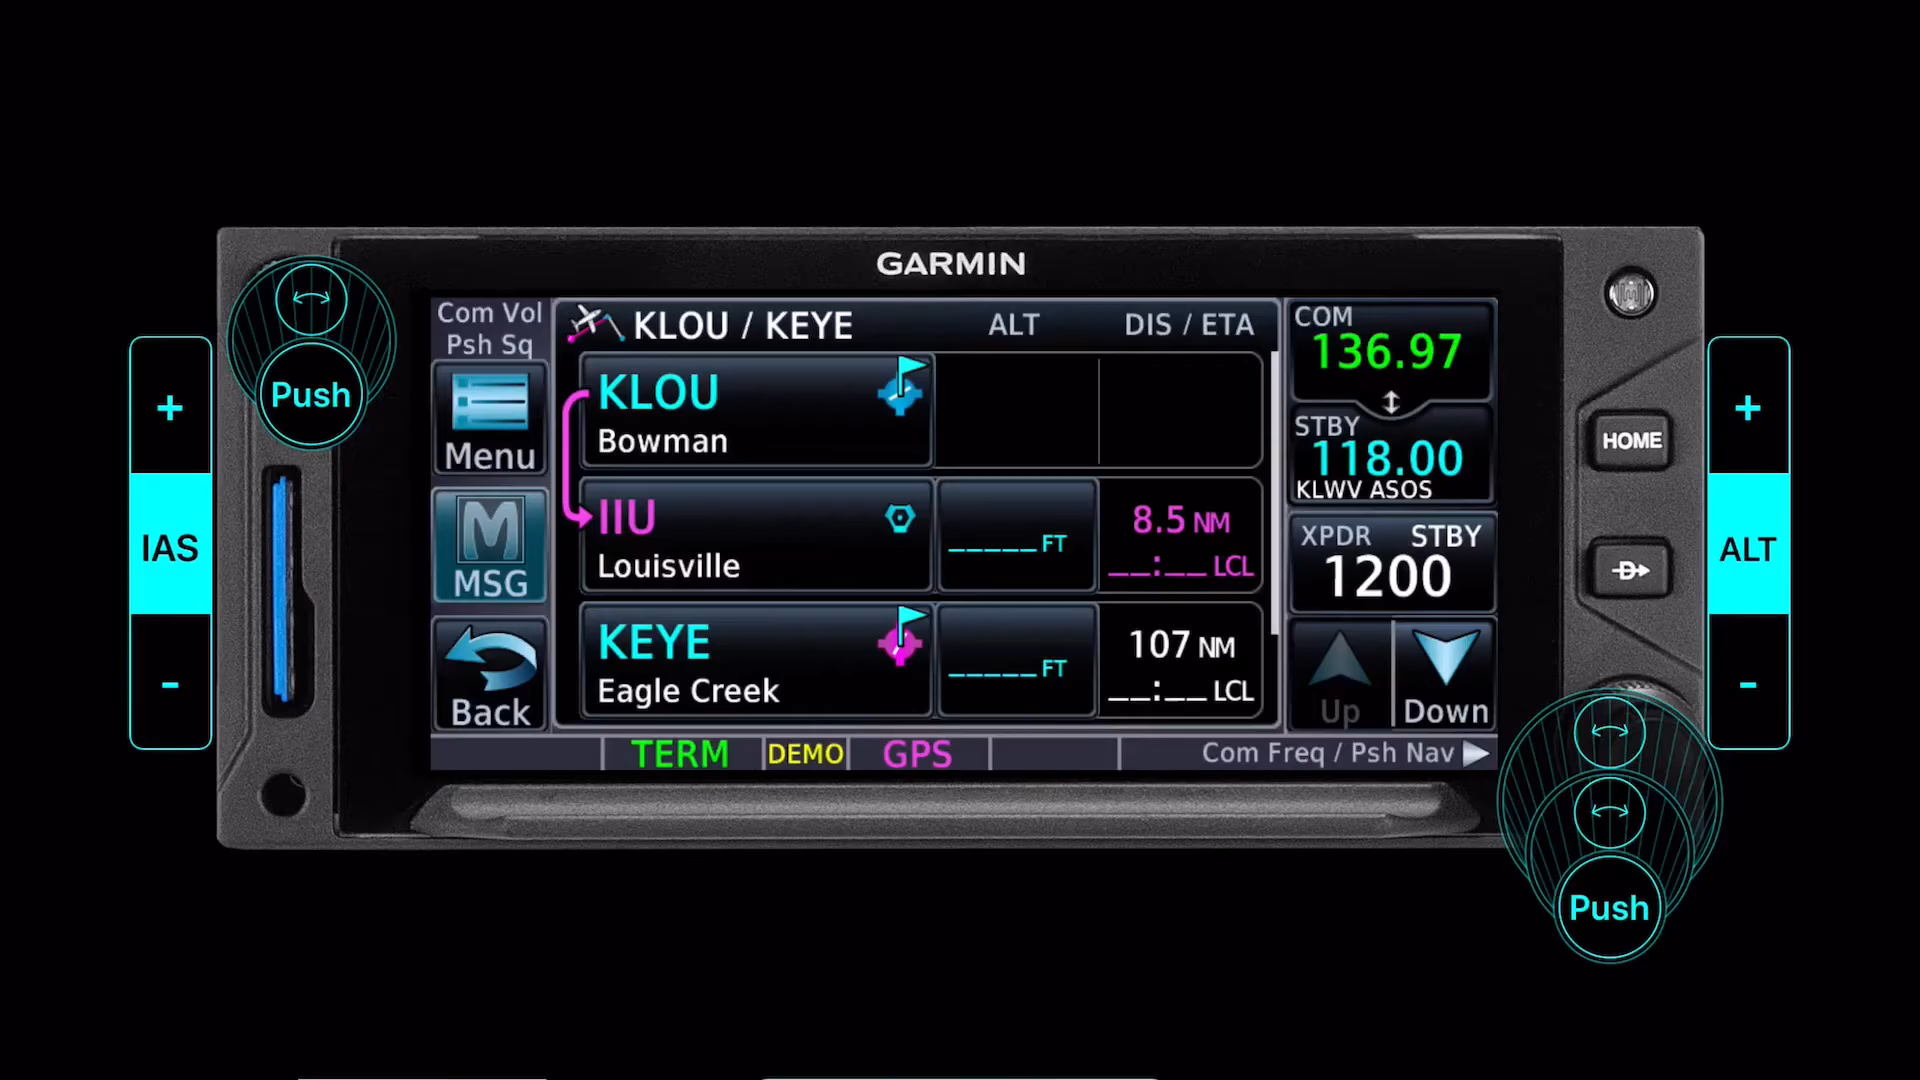 GARMIN
Com Vol
Psh Sq
Menu
MSG
Back
KLOU / KEYE ALT DIS / ETA
KLOU
Bowman
IIU
Louisville
_____FT
8.5 NM
__:__ LCL
KEYE
Eagle Creek
_____FT
107 NM
__:__ LCL
COM
136.97
STBY
118.00
KLWV ASOS
XPDR STBY
1200
Up Down
TERM DEMO GPS Com Freq / Psh Nav
HOME
D
Push
+
IAS
-
+
ALT
-
Push